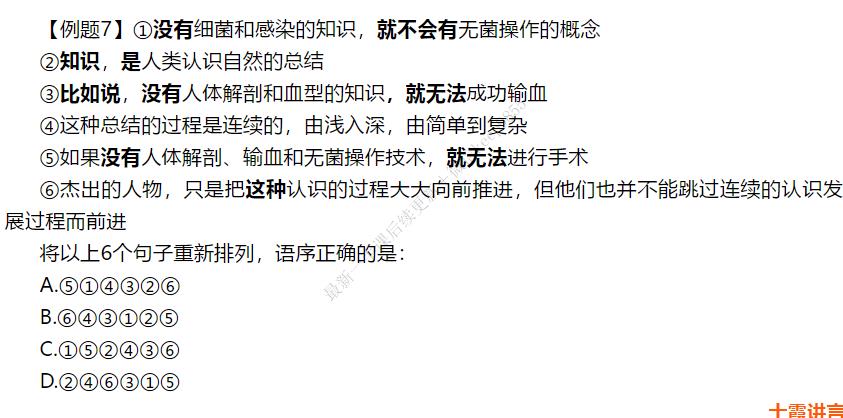 【例题7】①没有细菌和感染的知识，就不会有无菌操作的概念
②知识，是人类认识自然的总结
③比如说，没有人体解剖和血型的知识，就无法成功输血
④这种总结的过程是连续的，由浅入深，由简单到复杂
⑤如果没有人体解剖、输血和无菌操作技术，就无法进行手术
⑥杰出的人物，只是把这种认识的过程大大向前推进，但他们也并不能跳过连续的认识发
展过程而前进
将以上6个句子重新排列，语序正确的是：
A.⑤①④③②⑥
B.⑥④③①②⑤
C.①⑤②④③⑥
D.②④⑥③①⑤
十霞讲言